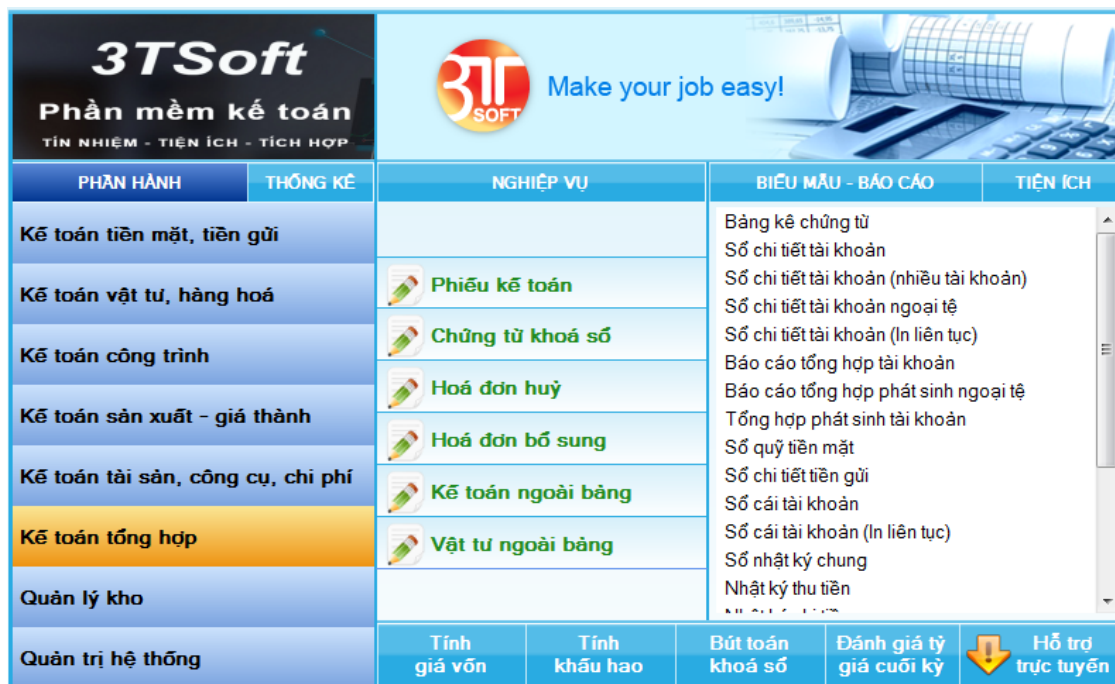 3TSoft
Phần mềm kế toán
TÍN NHIỆM - TIỆN ÍCH - TÍCH HỢP
3T
SOFT
Make your job easy!
PHÂN HÀNH
THỐNG KÊ
NGHIỆP VỤ
BIỂU MẪU - BÁO CÁO
TIỆN ÍCH
Kế toán tiền mặt, tiền gửi
Kế toán vật tư, hàng hoá
Kế toán công trình
Kế toán sản xuất - giá thành
Kế toán tài sản, công cụ, chi phí
Kế toán tổng hợp
Quản lý kho
Quản trị hệ thống
Phiếu kế toán
Chứng từ khoá sổ
Hoá đơn huỷ
Hoá đơn bổ sung
Kế toán ngoài bảng
Vật tư ngoài bảng
Bảng kê chứng từ
Sổ chi tiết tài khoản
Sổ chi tiết tài khoản (nhiều tài khoản)
Sổ chi tiết tài khoản ngoại tệ
Sổ chi tiết tài khoản (In liên tục)
Báo cáo tổng hợp tài khoản
Báo cáo tổng hợp phát sinh ngoại tệ
Tổng hợp phát sinh tài khoản
Sổ quỹ tiền mặt
Sổ chi tiết tiền gửi
Sổ cái tài khoản
Sổ cái tài khoản (In liên tục)
Sổ nhật ký chung
Nhật ký thu tiền
Tính
giá vốn
Tính
khấu hao
Bút toán
khoá sổ
Đánh giá tỷ
giá cuối kỳ
Hỗ trợ
trực tuyến